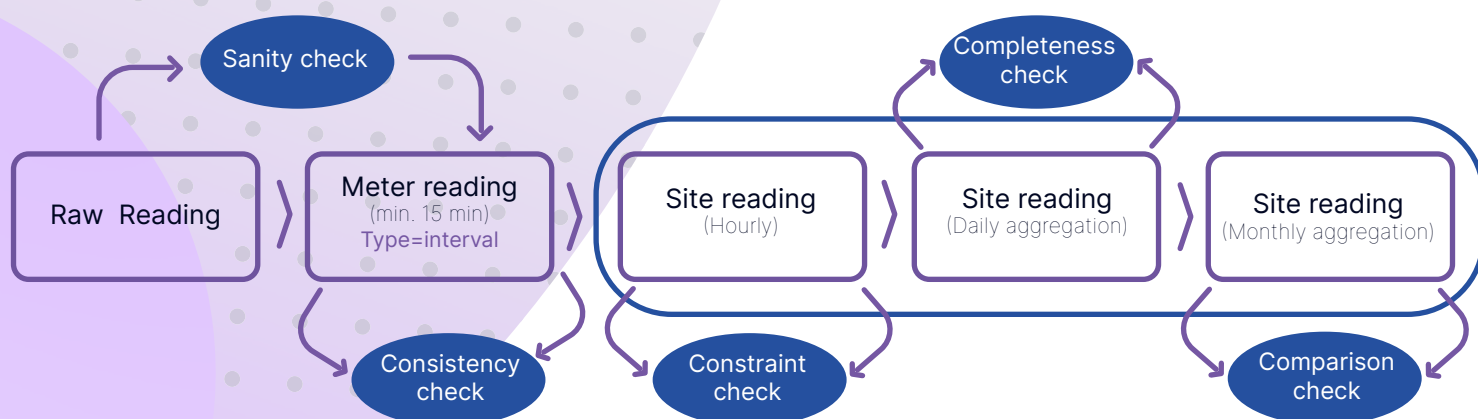 Sanity check
Completeness
check
Raw  Reading
Meter reading
(min. 15 min)
Type=interval
Site reading
(Hourly)
Site reading
(Daily aggregation)
Site reading
(Monthly aggregation)
Consistency
check
Constraint
check
Comparison
check